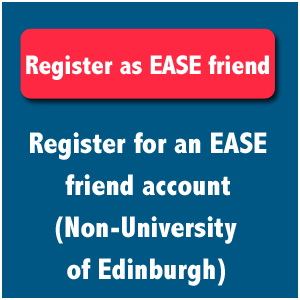 Register as EASE friend
Register for an EASE
friend account
(Non-University
of Edinburgh)